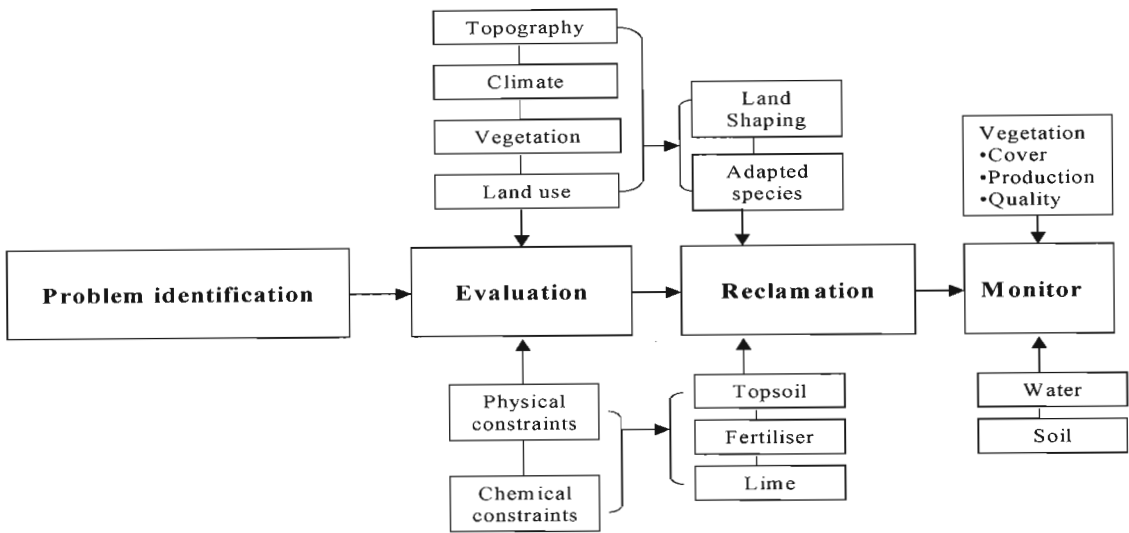 Topography
Climate
Vegetation
Land use
Land
Shaping
Adapted
species
Vegetation
•Cover
•Production
•Quality
Problem identification
Evaluation
Reclamation
Monitor
Physical
constraints
Chemical
constraints
Topsoil
Fertiliser
Lime
Water
Soil